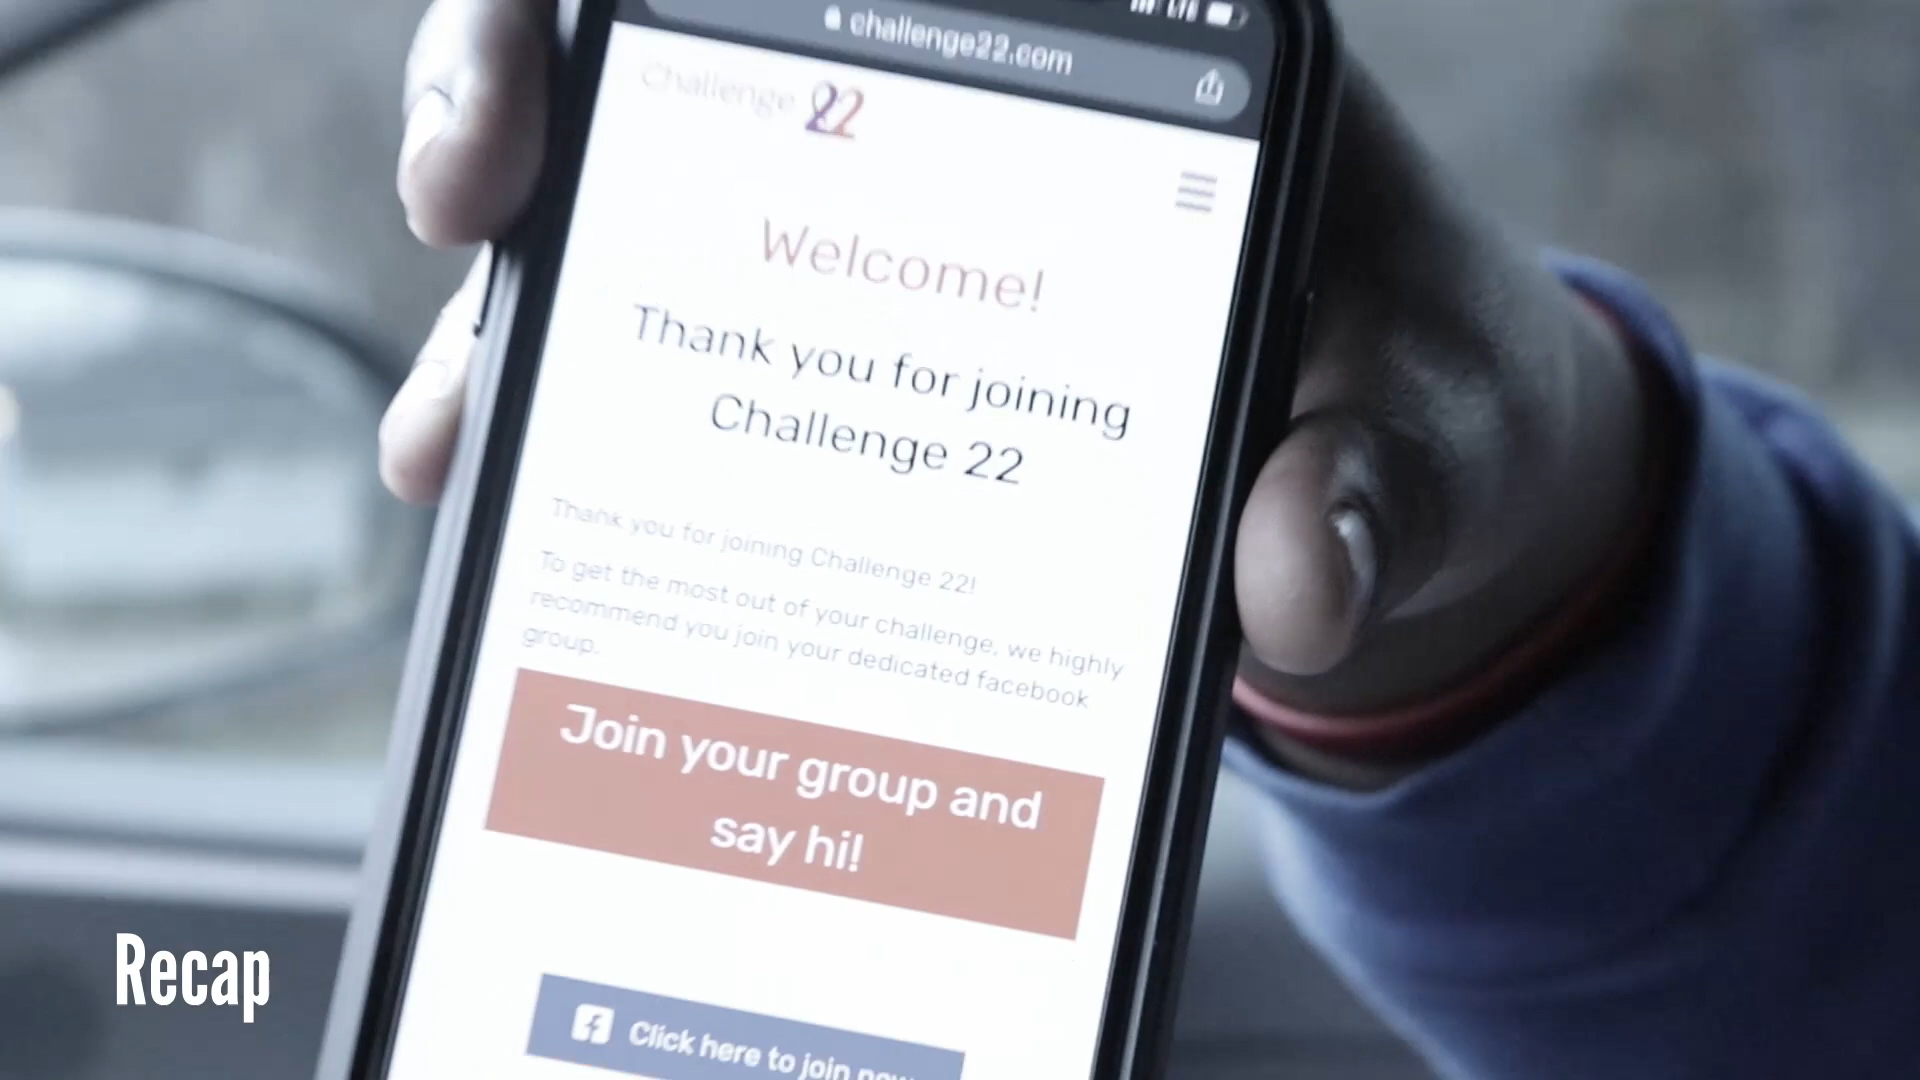 LTE
challenge22.com
Challenge 22
Welcome!
Thank you for joining
Challenge 22
Thank you for joining Challenge 22!
To get the most out of your challenge, we highly
recommend you join your dedicated facebook
group.
Join your group and
say hi!
Click here to join now
Recap